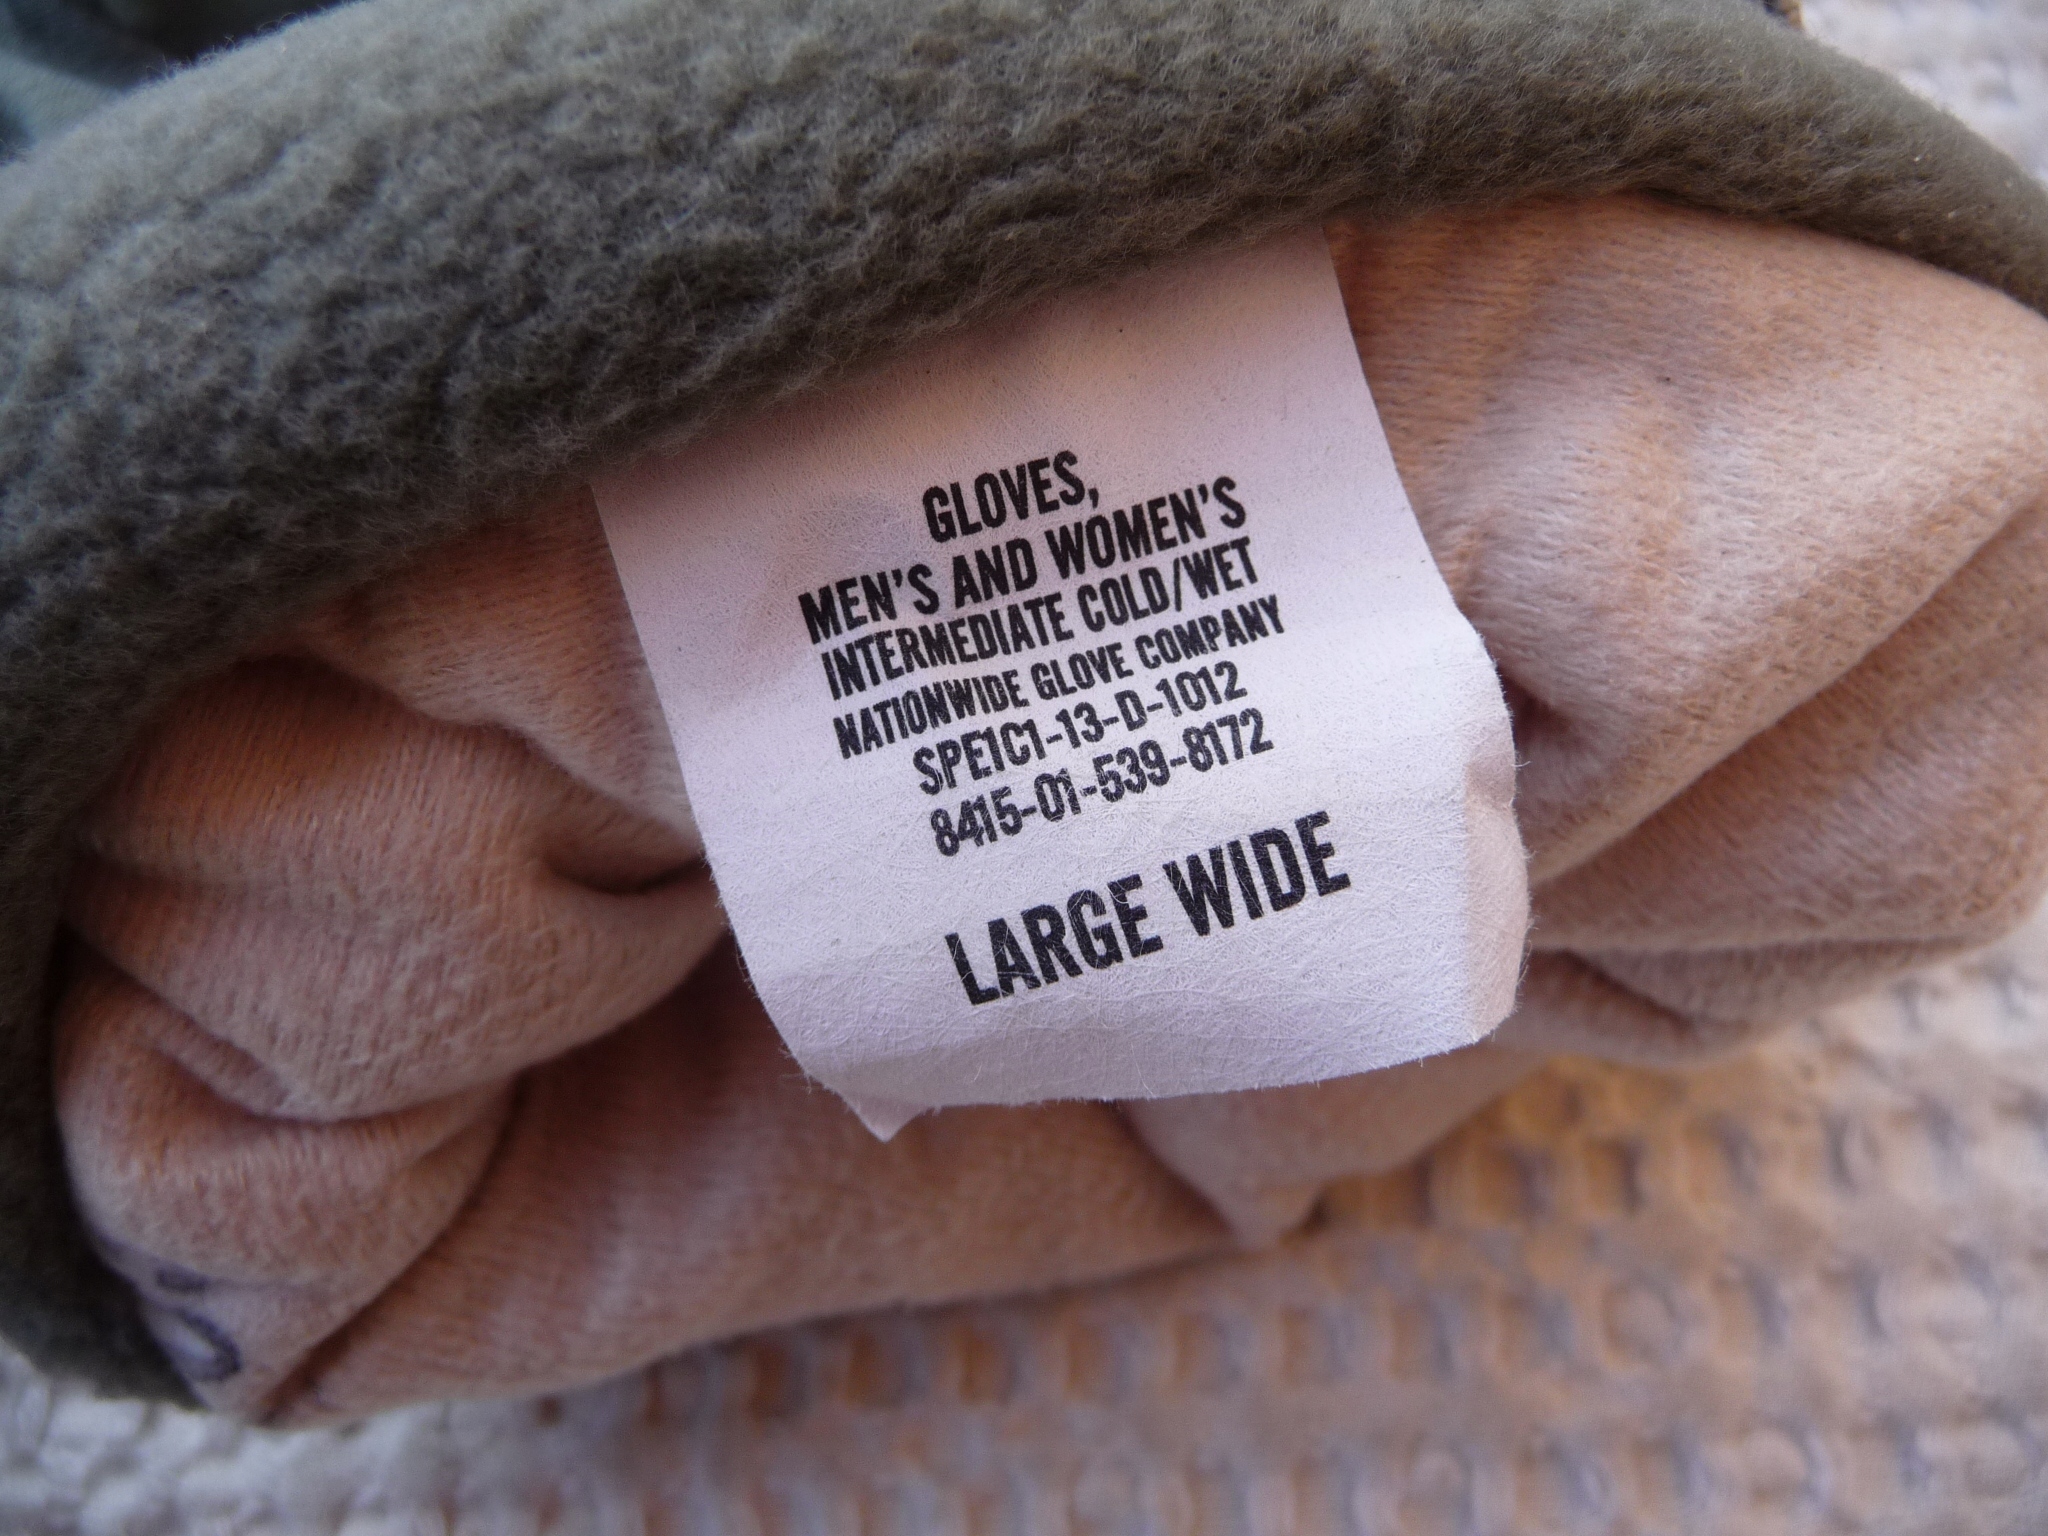 GLOVES,
MEN'S AND WOMEN'S
INTERMEDIATE COLD/WET
NATIONWIDE GLOVE COMPANY
SPE1C1-13-D-1012
8415-01-539-8172
LARGE WIDE